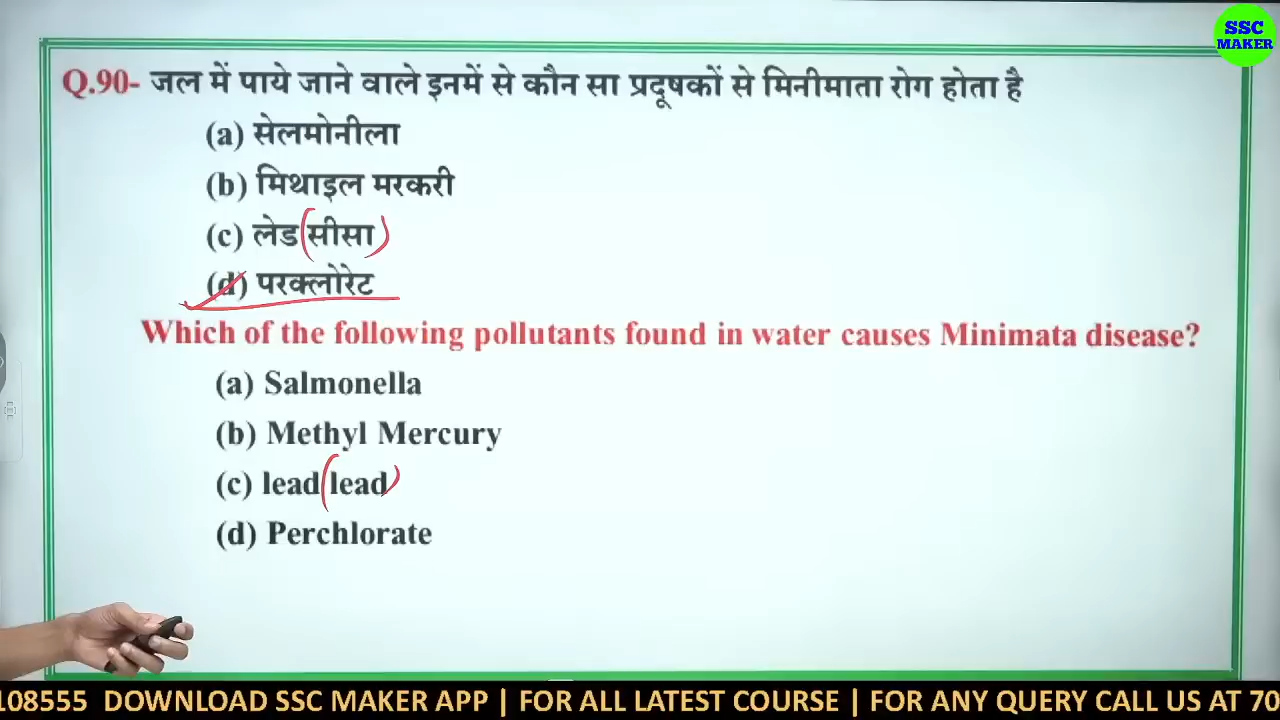 SSC
MAKER
Q.90- जल में पाये जाने वाले इनमें से कौन सा प्रदूषकों से मिनीमाता रोग होता है
(a) सेलमोनीला
(b) मिथाइल मरकरी
(c) लेड(सीसा)
(d) परक्लोरेट
Which of the following pollutants found in water causes Minimata disease?
(a) Salmonella
(b) Methyl Mercury
(c) lead(lead)
(d) Perchlorate
108555 DOWNLOAD SSC MAKER APP | FOR ALL LATEST COURSE | FOR ANY QUERY CALL US AT 70